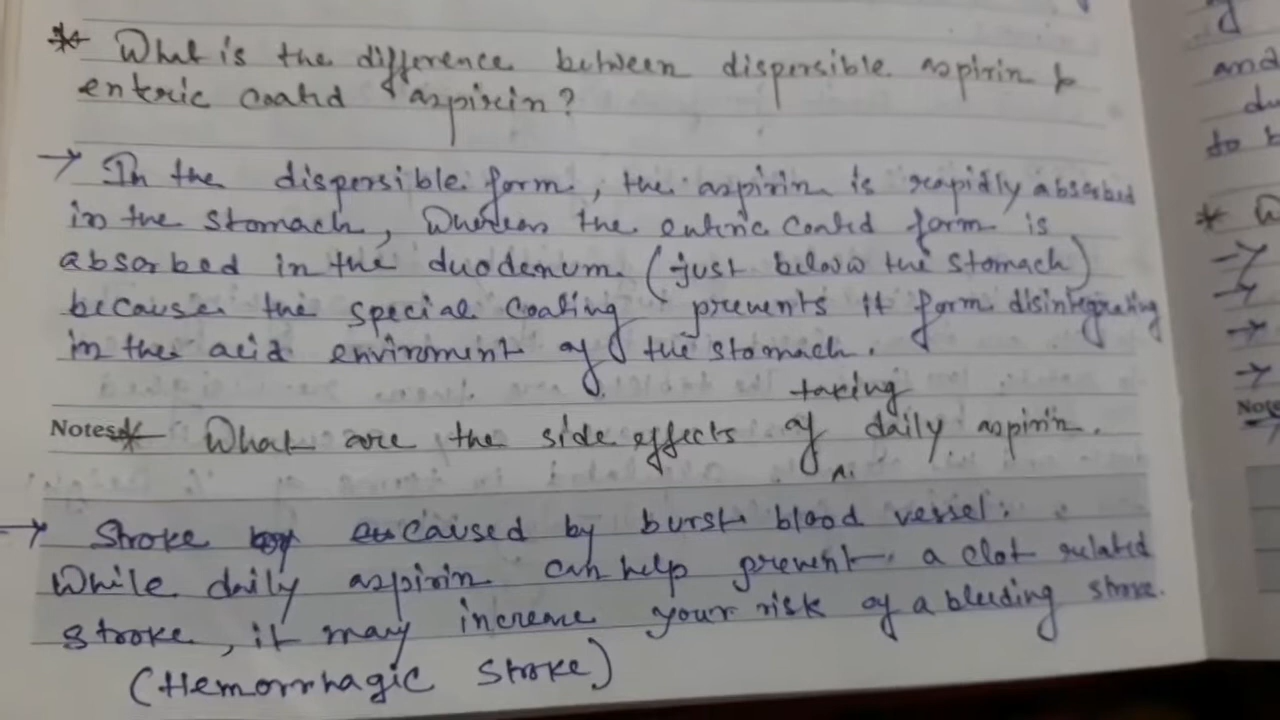 * What is the difference between dispersible aspirin &
enteric coated aspirin?
→ In the dispersible form, the aspirin is rapidly absorbed
in the stomach, Whereas the enteric coated form is
absorbed in the duodenum (just below the stomach)
because the special coating prevents it form disintegrating
in the acid enviroment of the stomach.
taking
Notes * What are the side effects of daily aspirin.
→ Stroke caused by burst blood vessel:
While daily aspirin can help prevent a clot related
stroke, it may increase your risk of a bleeding stroke.
(Hemorrhagic stroke)
and
to
*
→
→
→
→